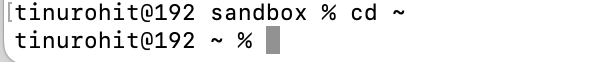 [tinurohit@192 sandbox % cd ~
tinurohit@192 ~ %